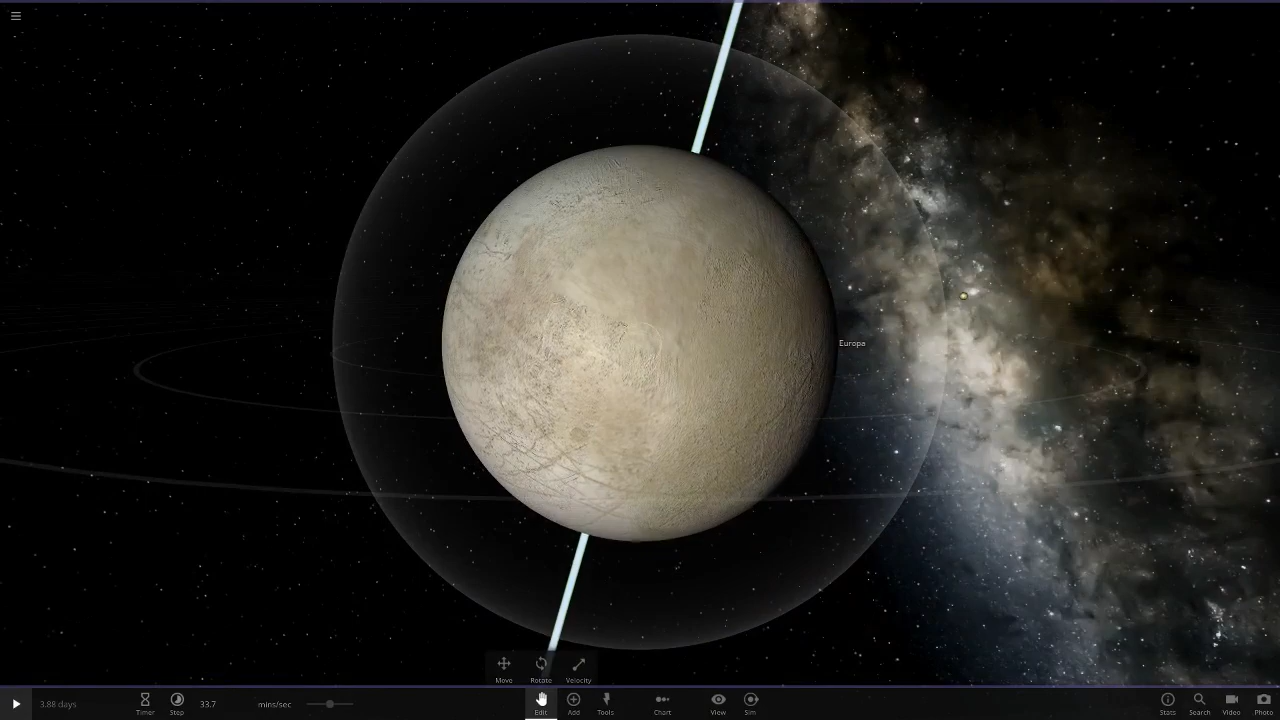 Europa
Move Rotate Velocity
3.88 days Timer Step 33.7 mins/sec Edit Add Tools Chart View Sim Stats Search Video Photo